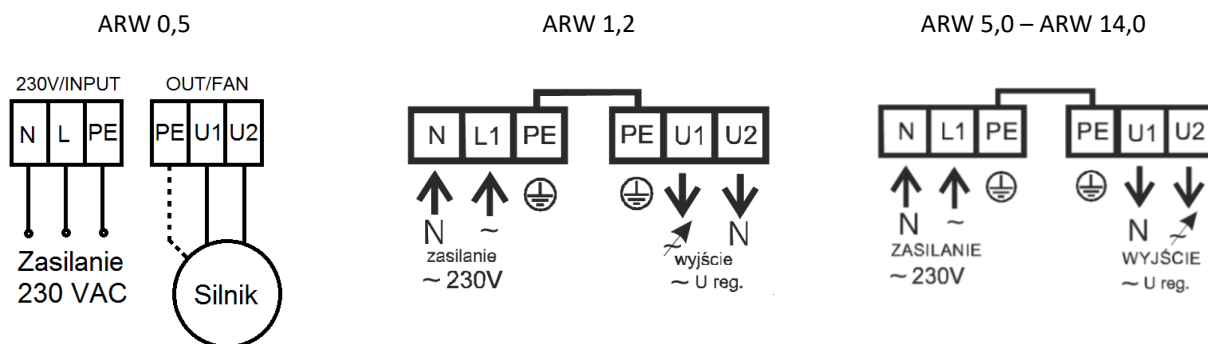 ARW 0,5
230V/INPUT OUT/FAN
N L PE PE U1 U2
Zasilanie
230 VAC
Silnik
ARW 1,2
N L1 PE PE U1 U2
N ~ ~ N
zasilanie wyjście
~ 230V ~ U reg.
ARW 5,0 – ARW 14,0
N L1 PE PE U1 U2
N ~ N ~
ZASILANIE WYJŚCIE
~ 230V ~ U reg.